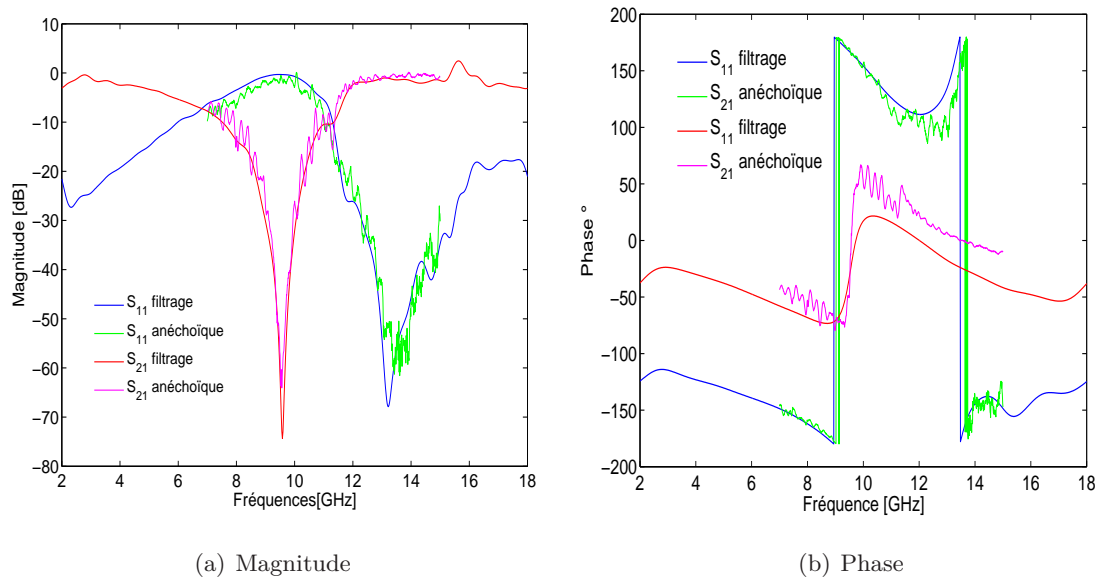 10
0
−10
−20
−30
−40
−50
−60
−70
−80
Magnitude [dB]
S11 filtrage
S11 anéchoïque
S21 filtrage
S21 anéchoïque
2 4 6 8 10 12 14 16 18
Fréquences[GHz]
(a) Magnitude
200
150
100
50
0
−50
−100
−150
−200
Phase °
S11 filtrage
S21 anéchoïque
S11 filtrage
S21 anéchoïque
2 4 6 8 10 12 14 16 18
Fréquence [GHz]
(b) Phase